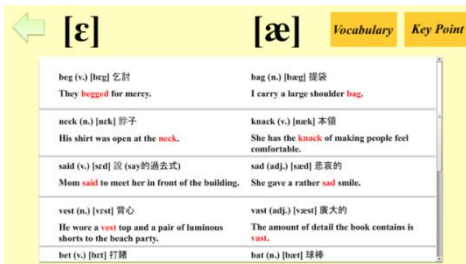 [ɛ] [æ] Vocabulary Key Point
beg (v.) [bɛg] 乞討
They begged for mercy.
bag (n.) [bæg] 提袋
I carry a large shoulder bag.
neck (n.) [nɛk] 脖子
His shirt was open at the neck.
knack (v.) [næk] 本領
She has the knack of making people feel
comfortable.
said (v.) [sɛd] 說 (say的過去式)
Mom said to meet her in front of the building.
sad (adj.) [sæd] 悲哀的
She gave a rather sad smile.
vest (n.) [vɛst] 背心
He wore a vest top and a pair of luminous
shorts to the beach party.
vast (adj.) [væst] 廣大的
The amount of detail the book contains is
vast.
bet (v.) [bɛt] 打賭
bat (n.) [bæt] 球棒